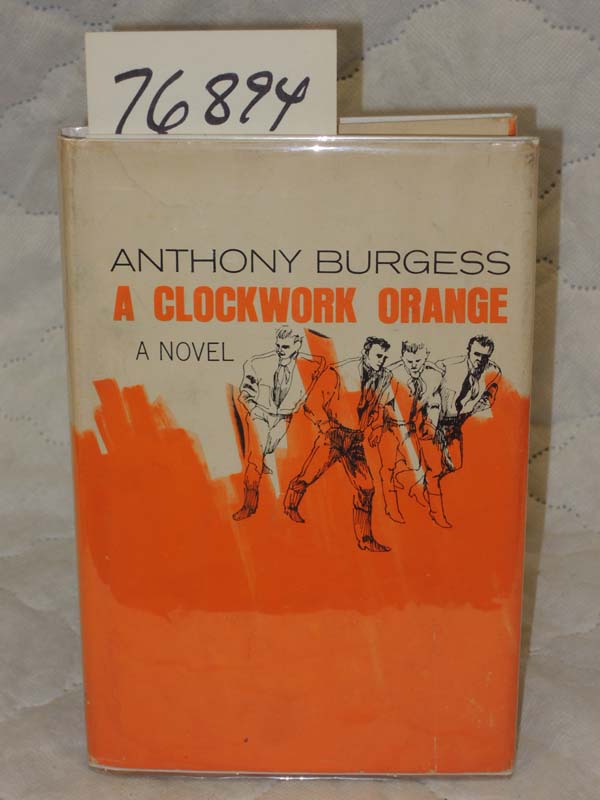 76894
ANTHONY BURGESS
A CLOCKWORK ORANGE
A NOVEL